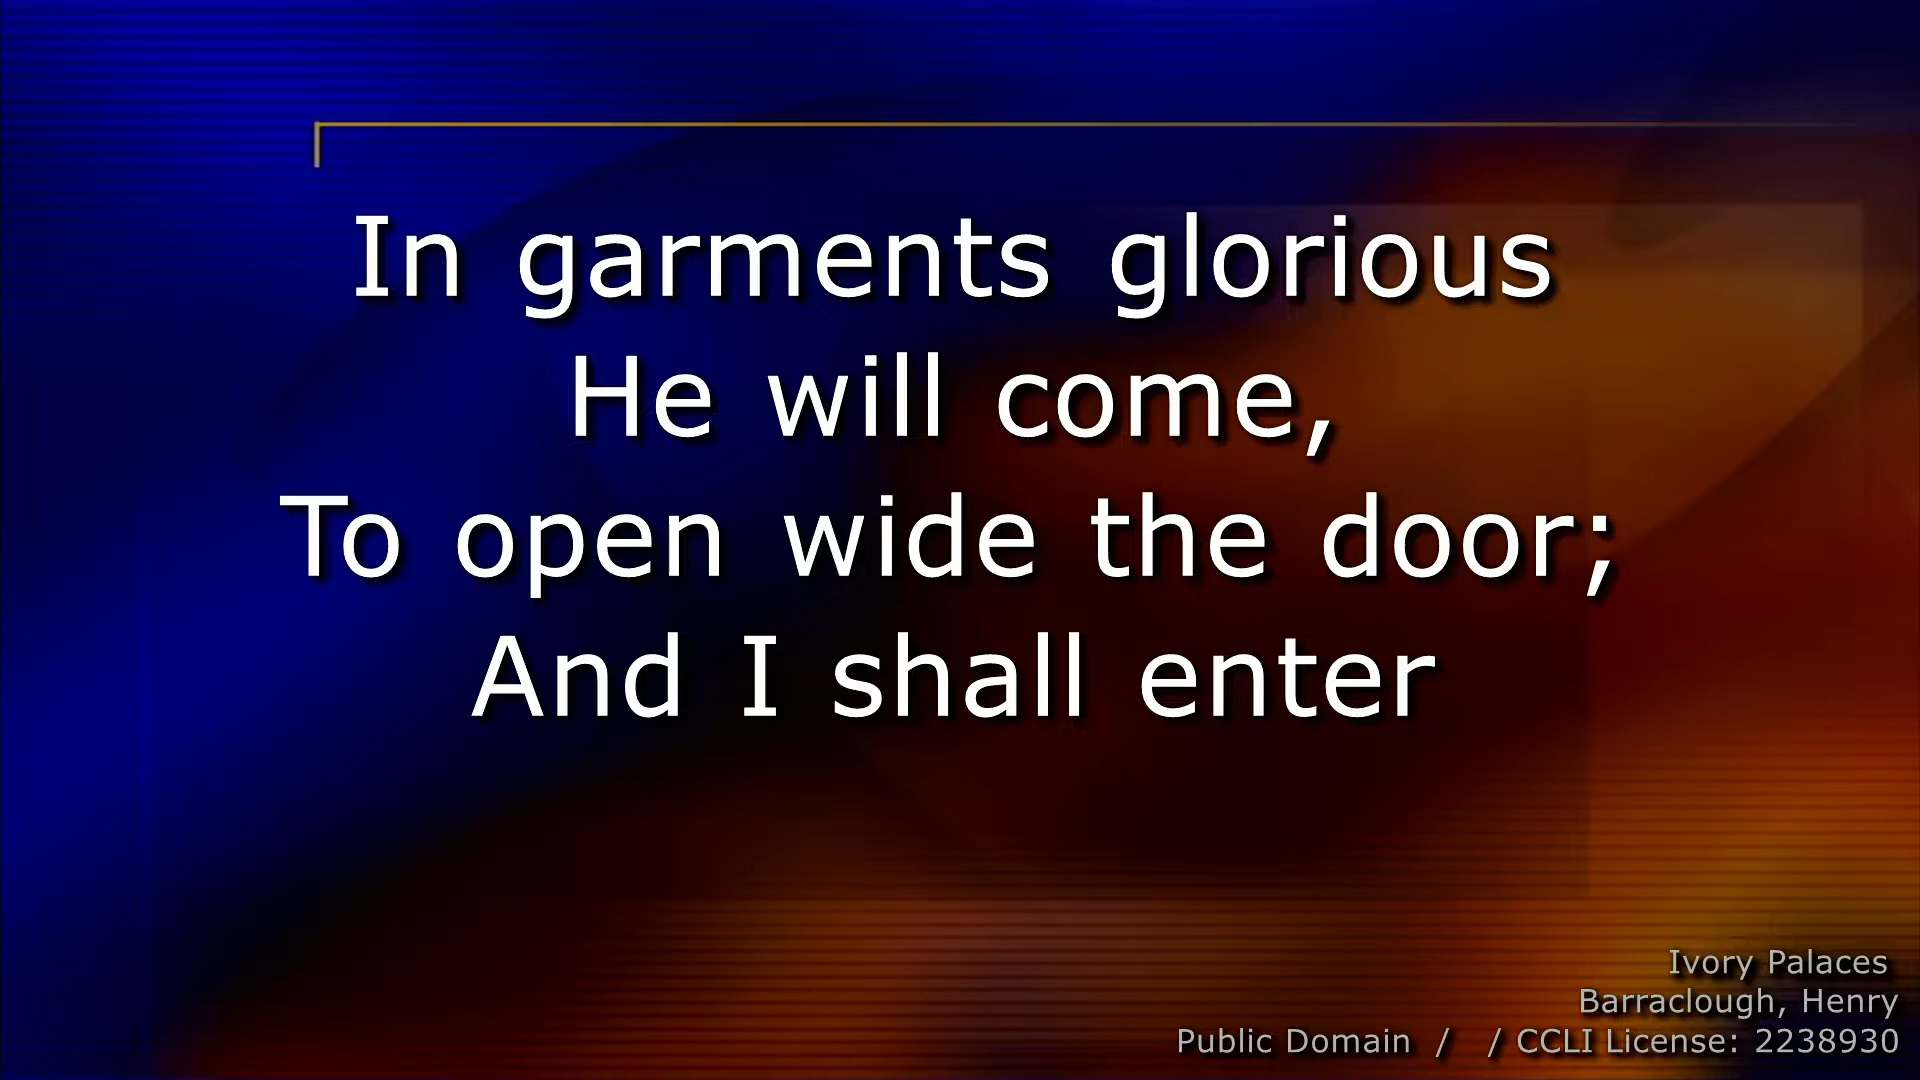 In garments glorious
He will come,
To open wide the door;
And I shall enter
Ivory Palaces
Barraclough, Henry
Public Domain / / CCLI License: 2238930